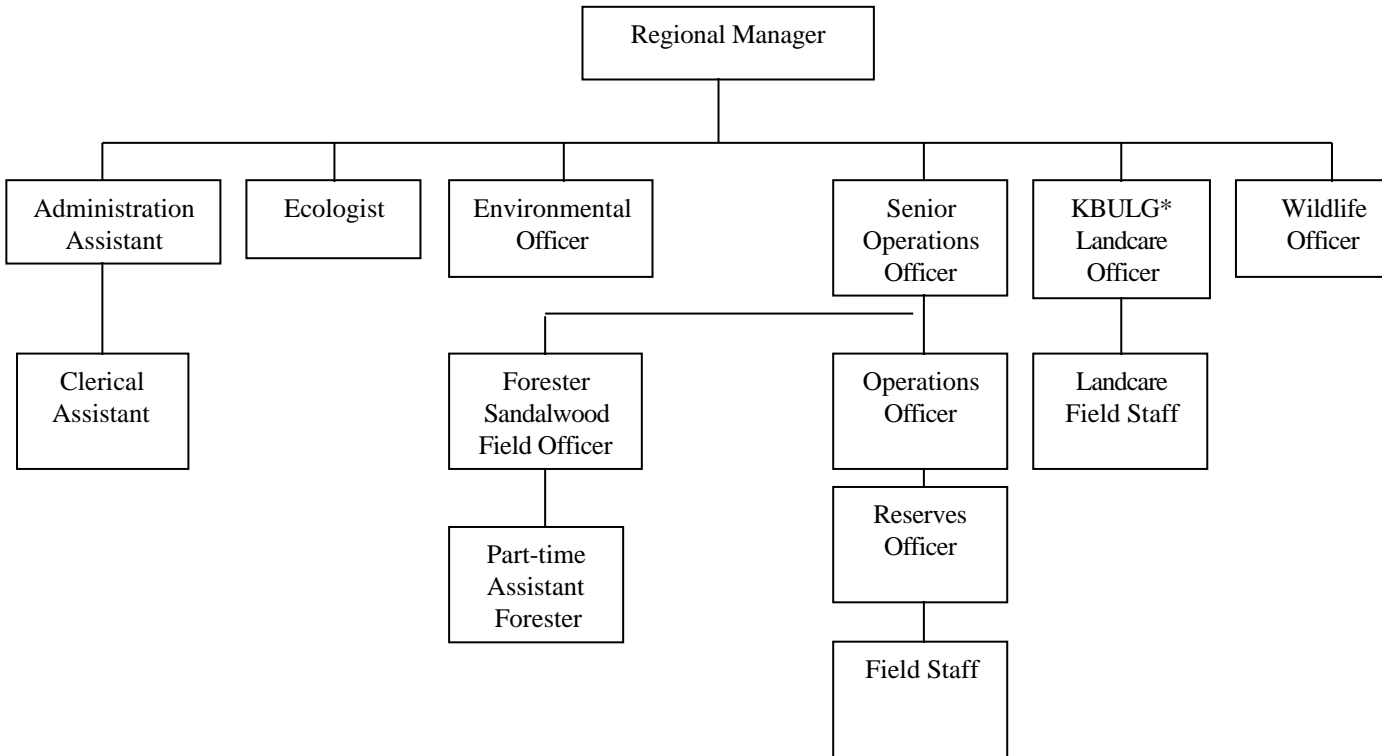 Regional Manager
Administration
Assistant
Ecologist
Environmental
Officer
Senior
Operations
Officer
KBULG*
Landcare
Officer
Wildlife
Officer
Clerical
Assistant
Forester
Sandalwood
Field Officer
Operations
Officer
Landcare
Field Staff
Part-time
Assistant
Forester
Reserves
Officer
Field Staff